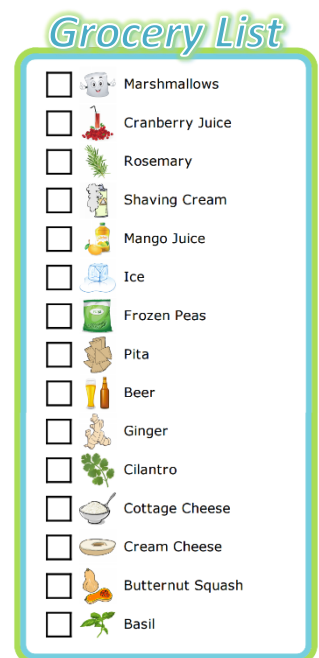 Grocery List
Marshmallows
Cranberry Juice
Rosemary
Shaving Cream
Mango Juice
Ice
Frozen Peas
Pita
Beer
Ginger
Cilantro
Cottage Cheese
Cream Cheese
Butternut Squash
Basil